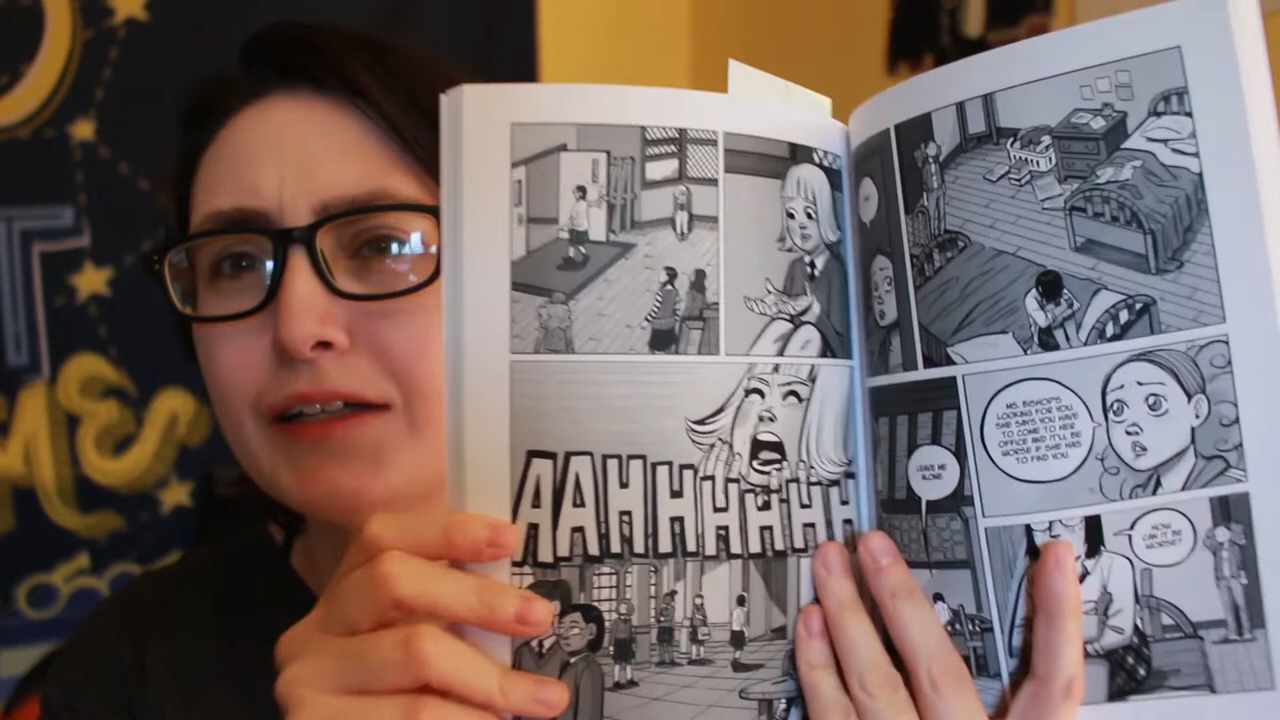 AAHHHHHH
HEY.
LEAVE ME
ALONE.
MS. BISHOP'S
LOOKING FOR YOU.
SHE SAYS YOU HAVE
TO COME TO HER
OFFICE AND IT'LL BE
WORSE IF SHE HAS
TO FIND YOU.
HOW
CAN IT BE
WORSE?